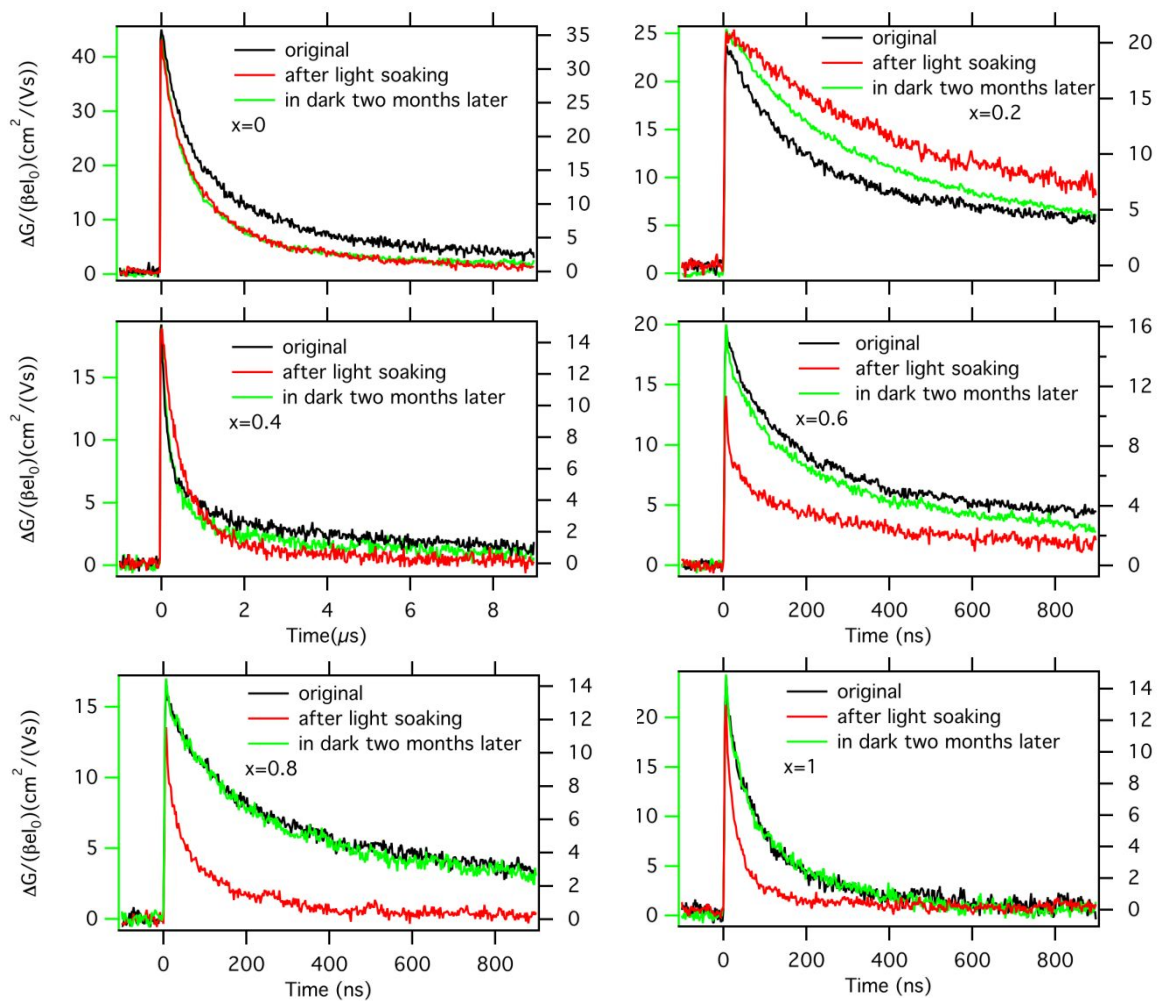 ΔG/(βeI₀)(cm²/(Vs))
40
30
20
10
0
original
after light soaking
in dark two months later
x=0
35
30
25
20
15
10
5
0
25
20
15
10
5
0
original
after light soaking
in dark two months later
x=0.2
20
15
10
5
0
ΔG/(βeI₀)(cm²/(Vs))
15
10
5
0
original
after light soaking
in dark two months later
x=0.4
14
12
10
8
6
4
2
0
0
2
4
6
8
Time(μs)
20
15
10
5
0
original
after light soaking
in dark two months later
x=0.6
16
12
8
4
0
0
200
400
600
800
Time (ns)
ΔG/(βeI₀)(cm²/(Vs))
15
10
5
0
original
after light soaking
in dark two months later
x=0.8
14
12
10
8
6
4
2
0
0
200
400
600
800
Time (ns)
20
15
10
5
0
original
after light soaking
in dark two months later
x=1
14
12
10
8
6
4
2
0
0
200
400
600
800
Time (ns)